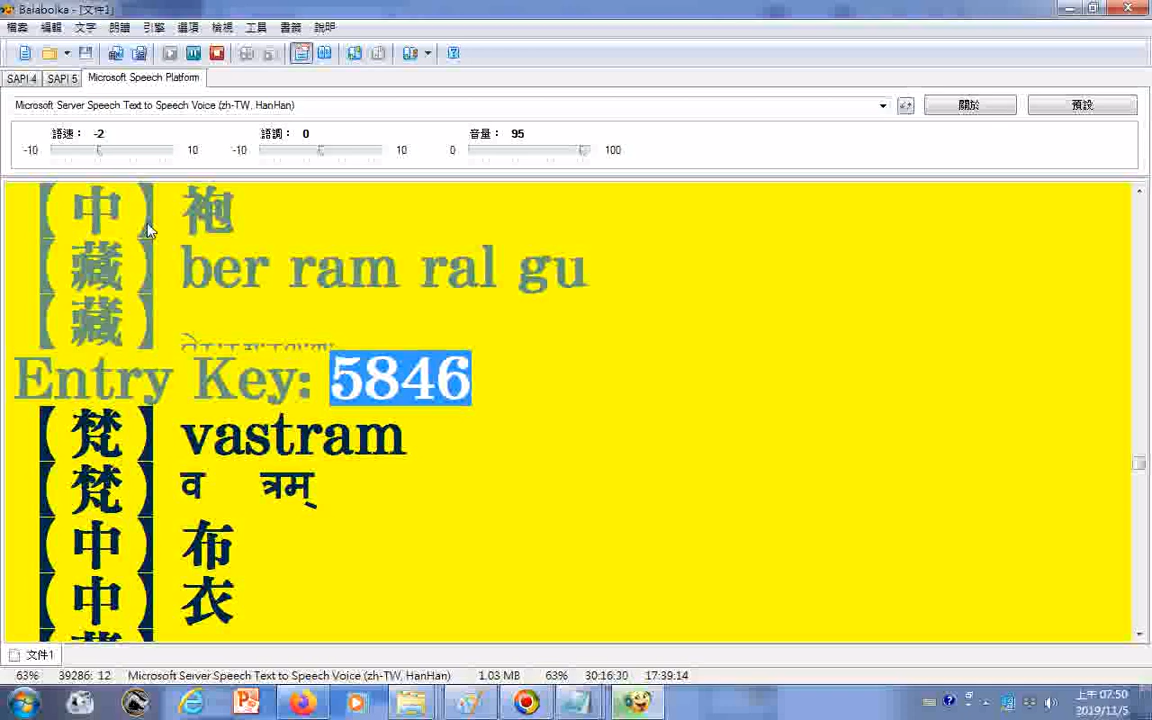 Balabolka - [文件1]
檔案 編輯 文字 朗讀 引擎 選項 檢視 工具 書籤 說明
SAPI 4 SAPI 5 Microsoft Speech Platform
Microsoft Server Speech Text to Speech Voice (zh-TW, HanHan) 關於 預設
語速： -2 語調： 0 音量： 95
-10 10 -10 10 0 100
【中】 袍
【藏】 ber ram ral gu
【藏】
Entry Key: 5846
【梵】 vastram
【梵】 व त्रम्
【中】 布
【中】 衣
文件1
63% 39286: 12 Microsoft Server Speech Text to Speech Voice (zh-TW, HanHan) 1.03 MB 63% 30:16:30 17:39:14
上午 07:50
2019/11/5